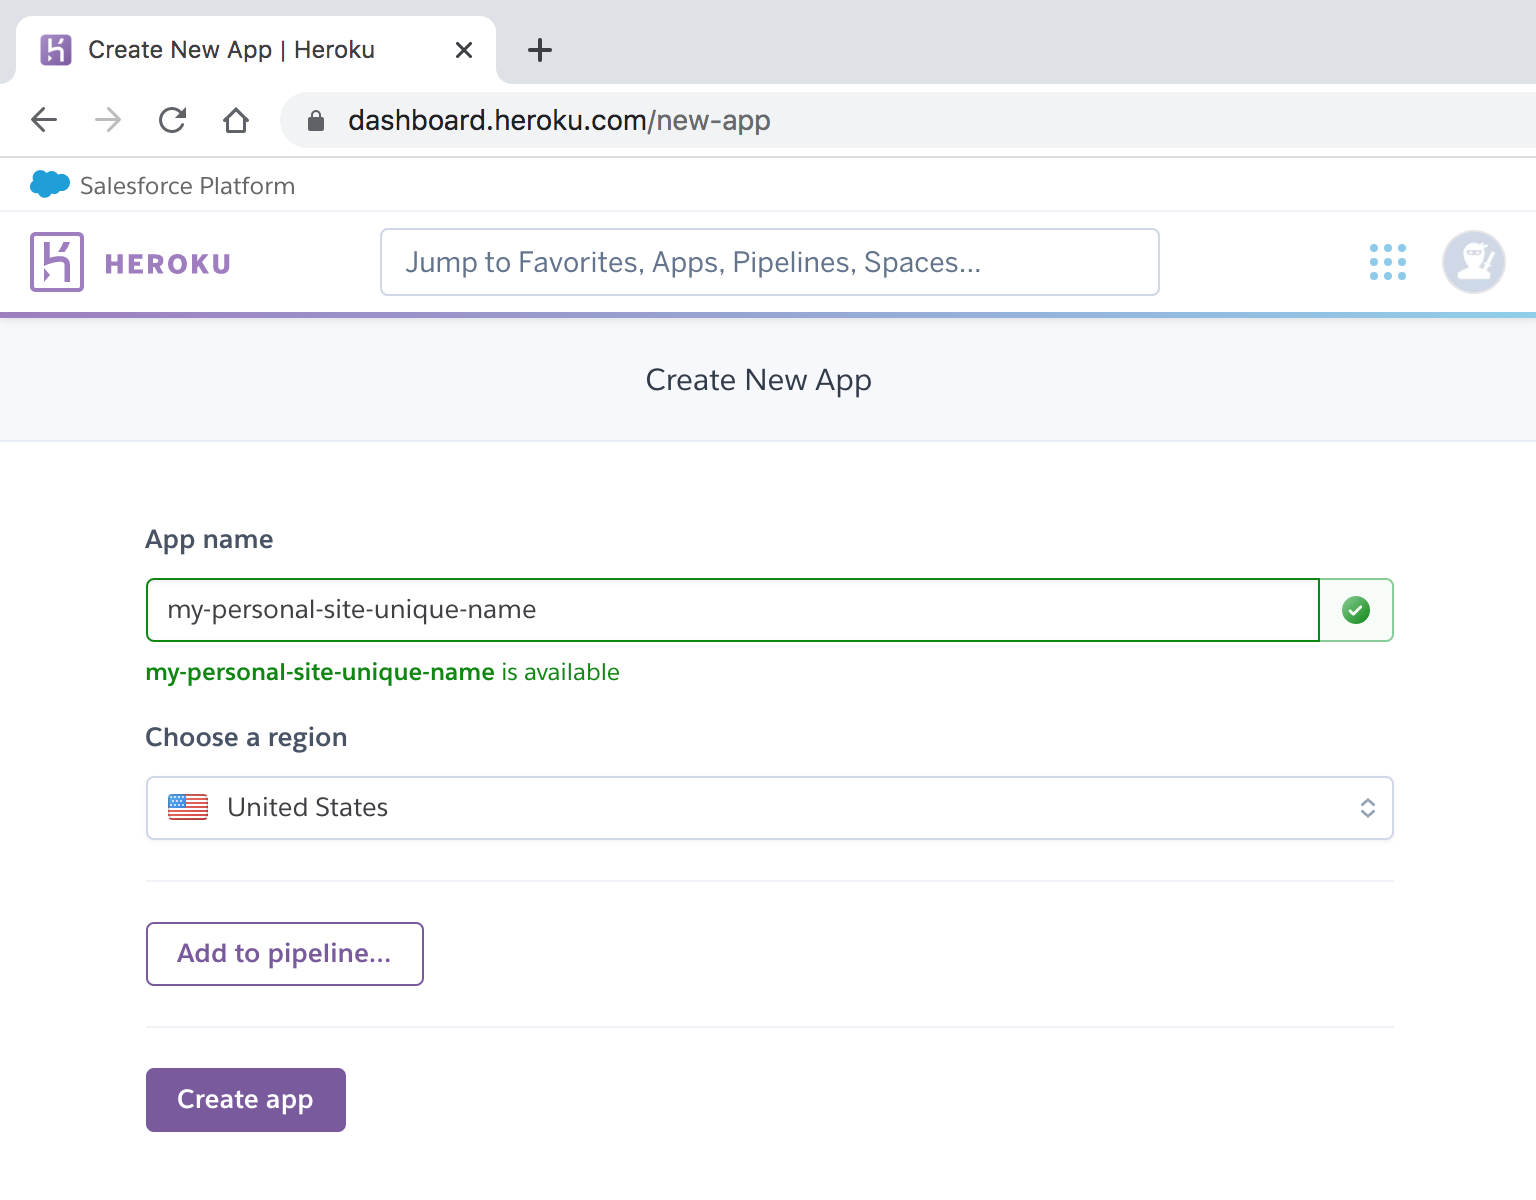 Create New App | Heroku
dashboard.heroku.com/new-app
Salesforce Platform
HEROKU
Jump to Favorites, Apps, Pipelines, Spaces...
Create New App
App name
my-personal-site-unique-name
my-personal-site-unique-name is available
Choose a region
United States
Add to pipeline...
Create app